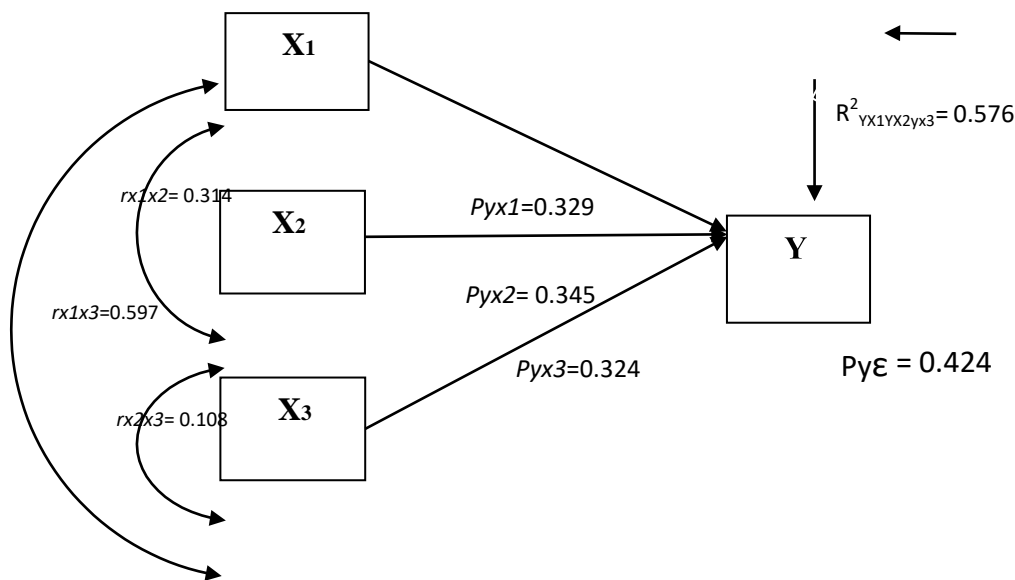 X1
R2YX1YX2yx3 = 0.576
rx1x2= 0.314
X2
Pyx1=0.329
Y
Pyx2= 0.345
rx1x3=0.597
Pyx3=0.324
Pyε = 0.424
X3
rx2x3= 0.108